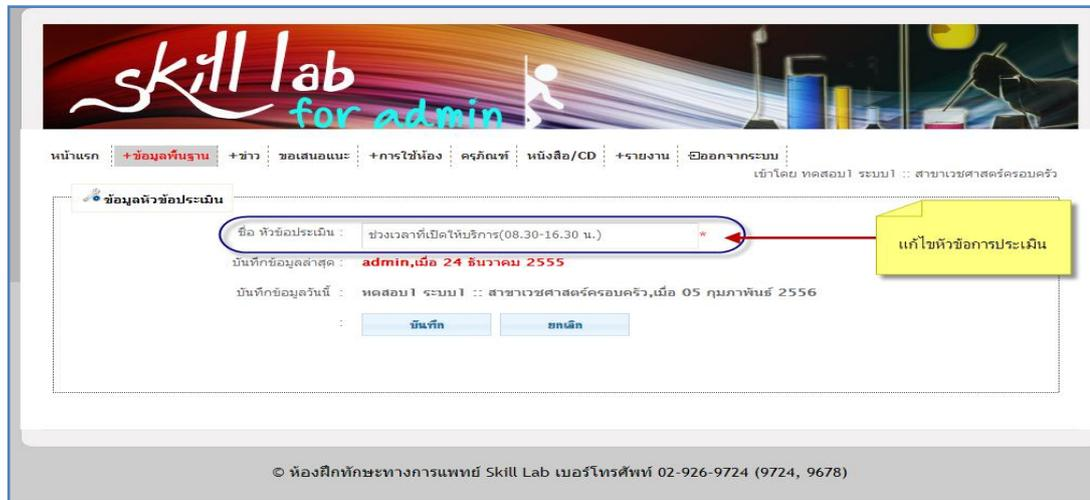 skill lab
for admin
หน้าแรก +ข้อมูลพื้นฐาน +ข่าว ขอเสนอแนะ +การใช้ห้อง ครุภัณฑ์ หนังสือ/CD +รายงาน ออกจากระบบ
เข้าโดย ทดสอบ1 ระบบ1 :: สาขาเวชศาสตร์ครอบครัว
ข้อมูลหัวข้อประเมิน
ชื่อ หัวข้อประเมิน : ช่วงเวลาที่เปิดให้บริการ(08.30-16.30 น.) *
แก้ไขหัวข้อการประเมิน
บันทึกข้อมูลล่าสุด : admin,เมื่อ 24 ธันวาคม 2555
บันทึกข้อมูลวันนี้ : ทดสอบ1 ระบบ1 :: สาขาเวชศาสตร์ครอบครัว,เมื่อ 05 กุมภาพันธ์ 2556
: บันทึก ยกเลิก
© ห้องฝึกทักษะทางการแพทย์ Skill Lab เบอร์โทรศัพท์ 02-926-9724 (9724, 9678)